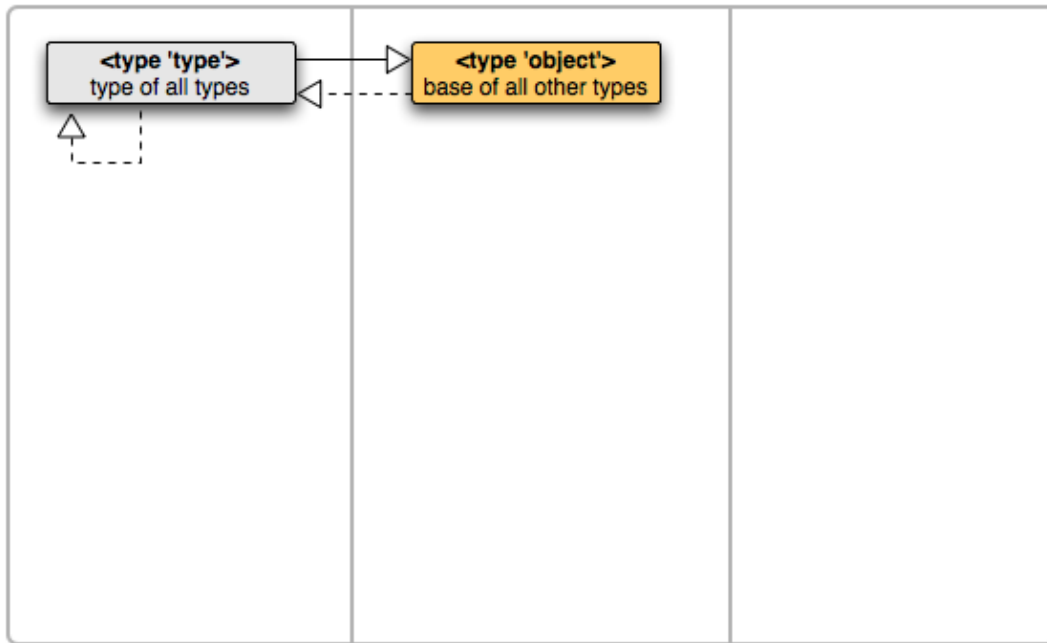 <type 'type'>
type of all types
<type 'object'>
base of all other types